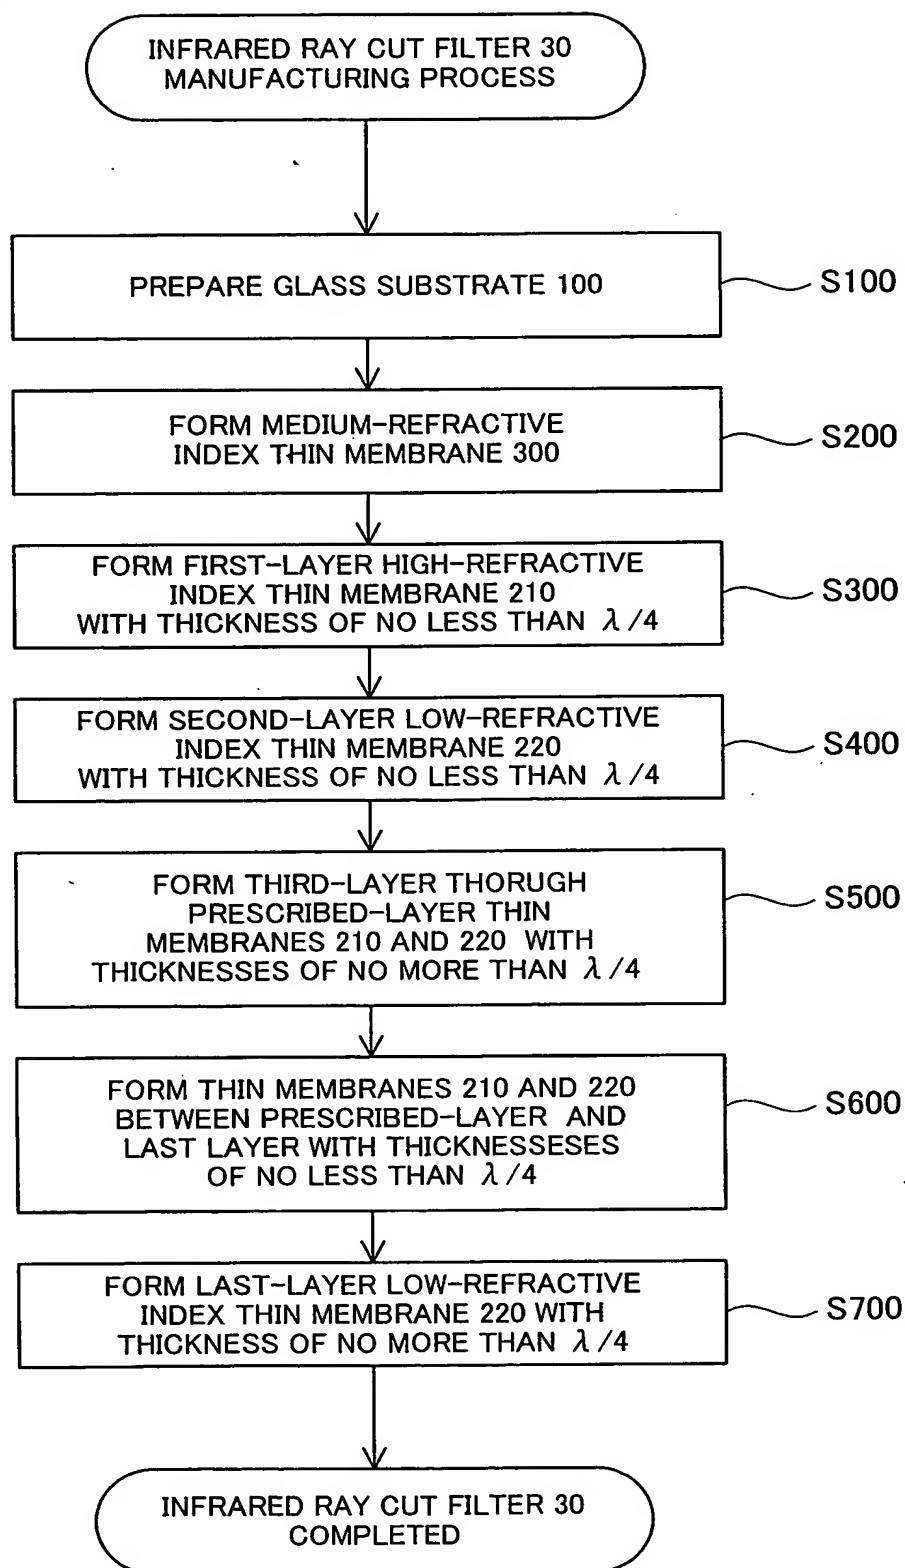 INFRARED RAY CUT FILTER 30
MANUFACTURING PROCESS
PREPARE GLASS SUBSTRATE 100
S100
FORM MEDIUM-REFRACTIVE
INDEX THIN MEMBRANE 300
S200
FORM FIRST-LAYER HIGH-REFRACTIVE
INDEX THIN MEMBRANE 210
WITH THICKNESS OF NO LESS THAN λ/4
S300
FORM SECOND-LAYER LOW-REFRACTIVE
INDEX THIN MEMBRANE 220
WITH THICKNESS OF NO LESS THAN λ/4
S400
FORM THIRD-LAYER THORUGH
PRESCRIBED-LAYER THIN
MEMBRANES 210 AND 220 WITH
THICKNESSES OF NO MORE THAN λ/4
S500
FORM THIN MEMBRANES 210 AND 220
BETWEEN PRESCRIBED-LAYER AND
LAST LAYER WITH THICKNESSESES
OF NO LESS THAN λ/4
S600
FORM LAST-LAYER LOW-REFRACTIVE
INDEX THIN MEMBRANE 220 WITH
THICKNESS OF NO MORE THAN λ/4
S700
INFRARED RAY CUT FILTER 30
COMPLETED